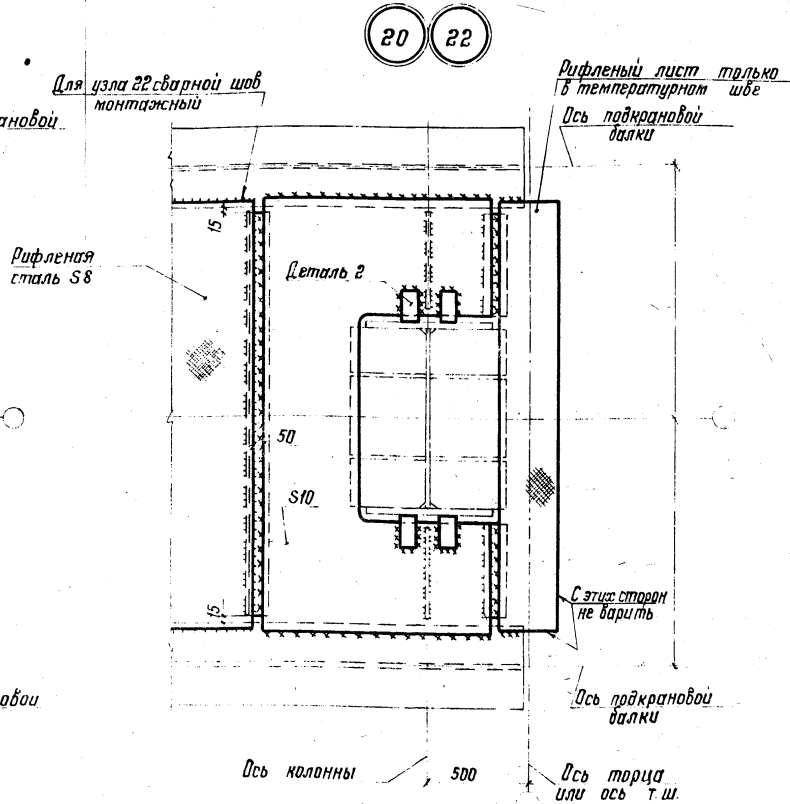 20 22
Для узла 22 сварной шов
монтажный
ановой
Рифленый лист только
в температурном шве
Ось подкрановой
балки
15
Рифленая
сталь S8
Деталь 2
50
S10
15
С этих сторон
не варить
Ось подкрановой
балки
овои
Ось колонны
500
Ось торца
или ось т.ш.